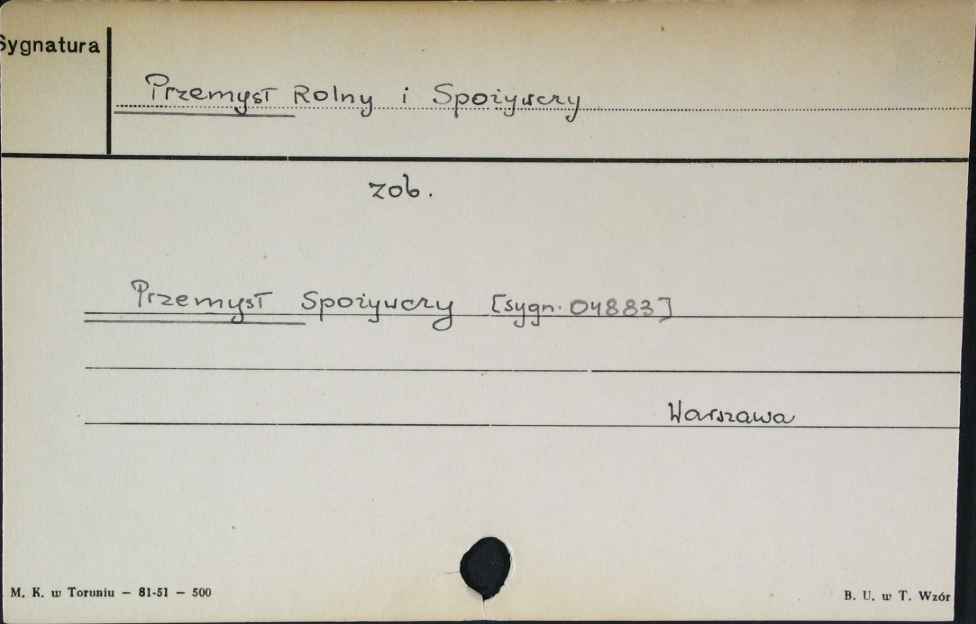 Sygnatura
Przemysł Rolny i Spożywczy
zob.
Przemysł Spożywczy [sygn. 04883]
Warszawa
M. K. w Toruniu — 81-51 — 500
B. U. w T. Wzór